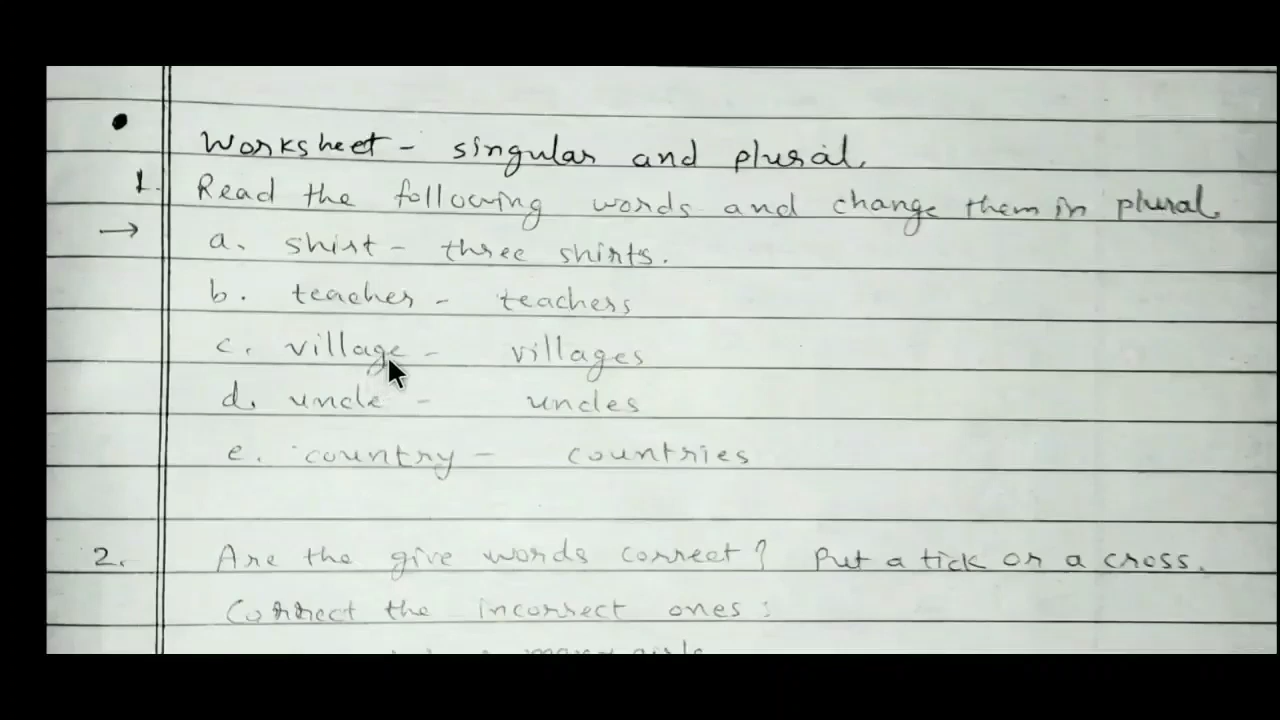 Worksheet - singular and plural.
1. Read the following words and change them in plural.
→ a. shirt - three shirts.
b. teacher - teachers
c. village - villages
d. uncle - uncles
e. country - countries
2. Are the give words correct? Put a tick or a cross.
Correct the incorrect ones :